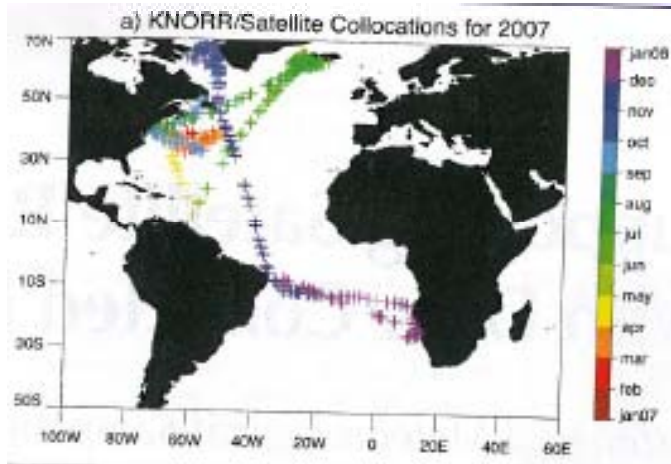 a) KNORR/Satellite Collocations for 2007
70N
50N
30N
10N
10S
30S
50S
100W 80W 60W 40W 20W 0 20E 40E 60E
jan08
dec
nov
oct
sep
aug
jul
jun
may
apr
mar
feb
jan07